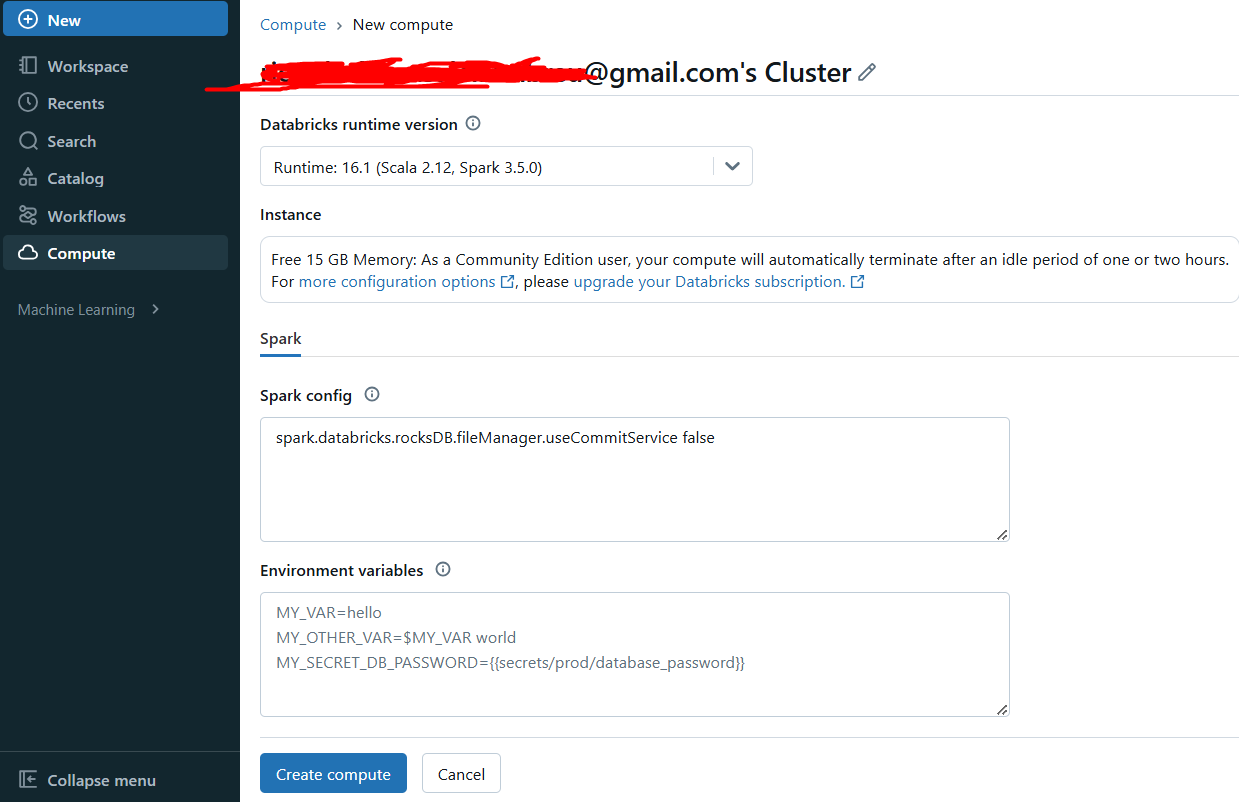 New
Workspace
Recents
Search
Catalog
Workflows
Compute
Machine Learning
Collapse menu
Compute › New compute
@gmail.com's Cluster
Databricks runtime version
Runtime: 16.1 (Scala 2.12, Spark 3.5.0)
Instance
Free 15 GB Memory: As a Community Edition user, your compute will automatically terminate after an idle period of one or two hours.
For more configuration options, please upgrade your Databricks subscription.
Spark
Spark config
spark.databricks.rocksDB.fileManager.useCommitService false
Environment variables
MY_VAR=hello
MY_OTHER_VAR=$MY_VAR world
MY_SECRET_DB_PASSWORD={{secrets/prod/database_password}}
Create compute Cancel